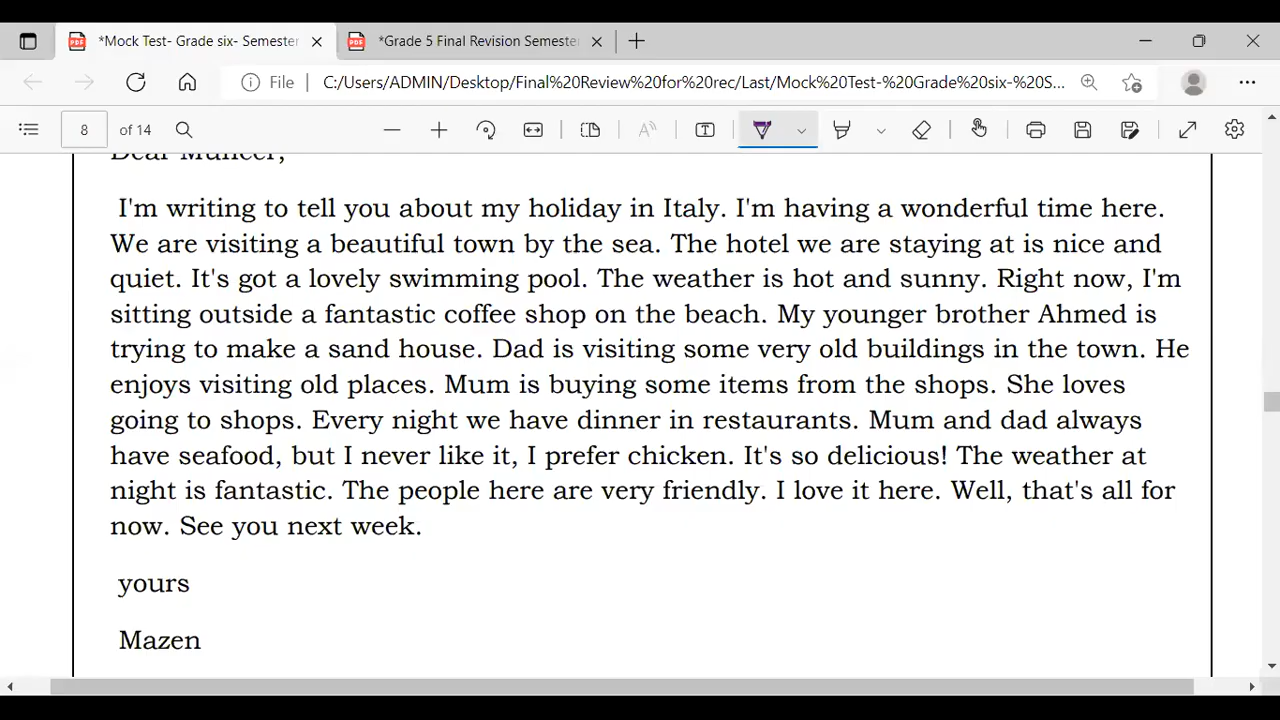 *Mock Test- Grade six- Semester
*Grade 5 Final Revision Semester
File C:/Users/ADMIN/Desktop/Final%20Review%20for%20rec/Last/Mock%20Test-%20Grade%20six-%20S...
8 of 14
Dear Muneer,
I'm writing to tell you about my holiday in Italy. I'm having a wonderful time here.
We are visiting a beautiful town by the sea. The hotel we are staying at is nice and
quiet. It's got a lovely swimming pool. The weather is hot and sunny. Right now, I'm
sitting outside a fantastic coffee shop on the beach. My younger brother Ahmed is
trying to make a sand house. Dad is visiting some very old buildings in the town. He
enjoys visiting old places. Mum is buying some items from the shops. She loves
going to shops. Every night we have dinner in restaurants. Mum and dad always
have seafood, but I never like it, I prefer chicken. It's so delicious! The weather at
night is fantastic. The people here are very friendly. I love it here. Well, that's all for
now. See you next week.
yours
Mazen